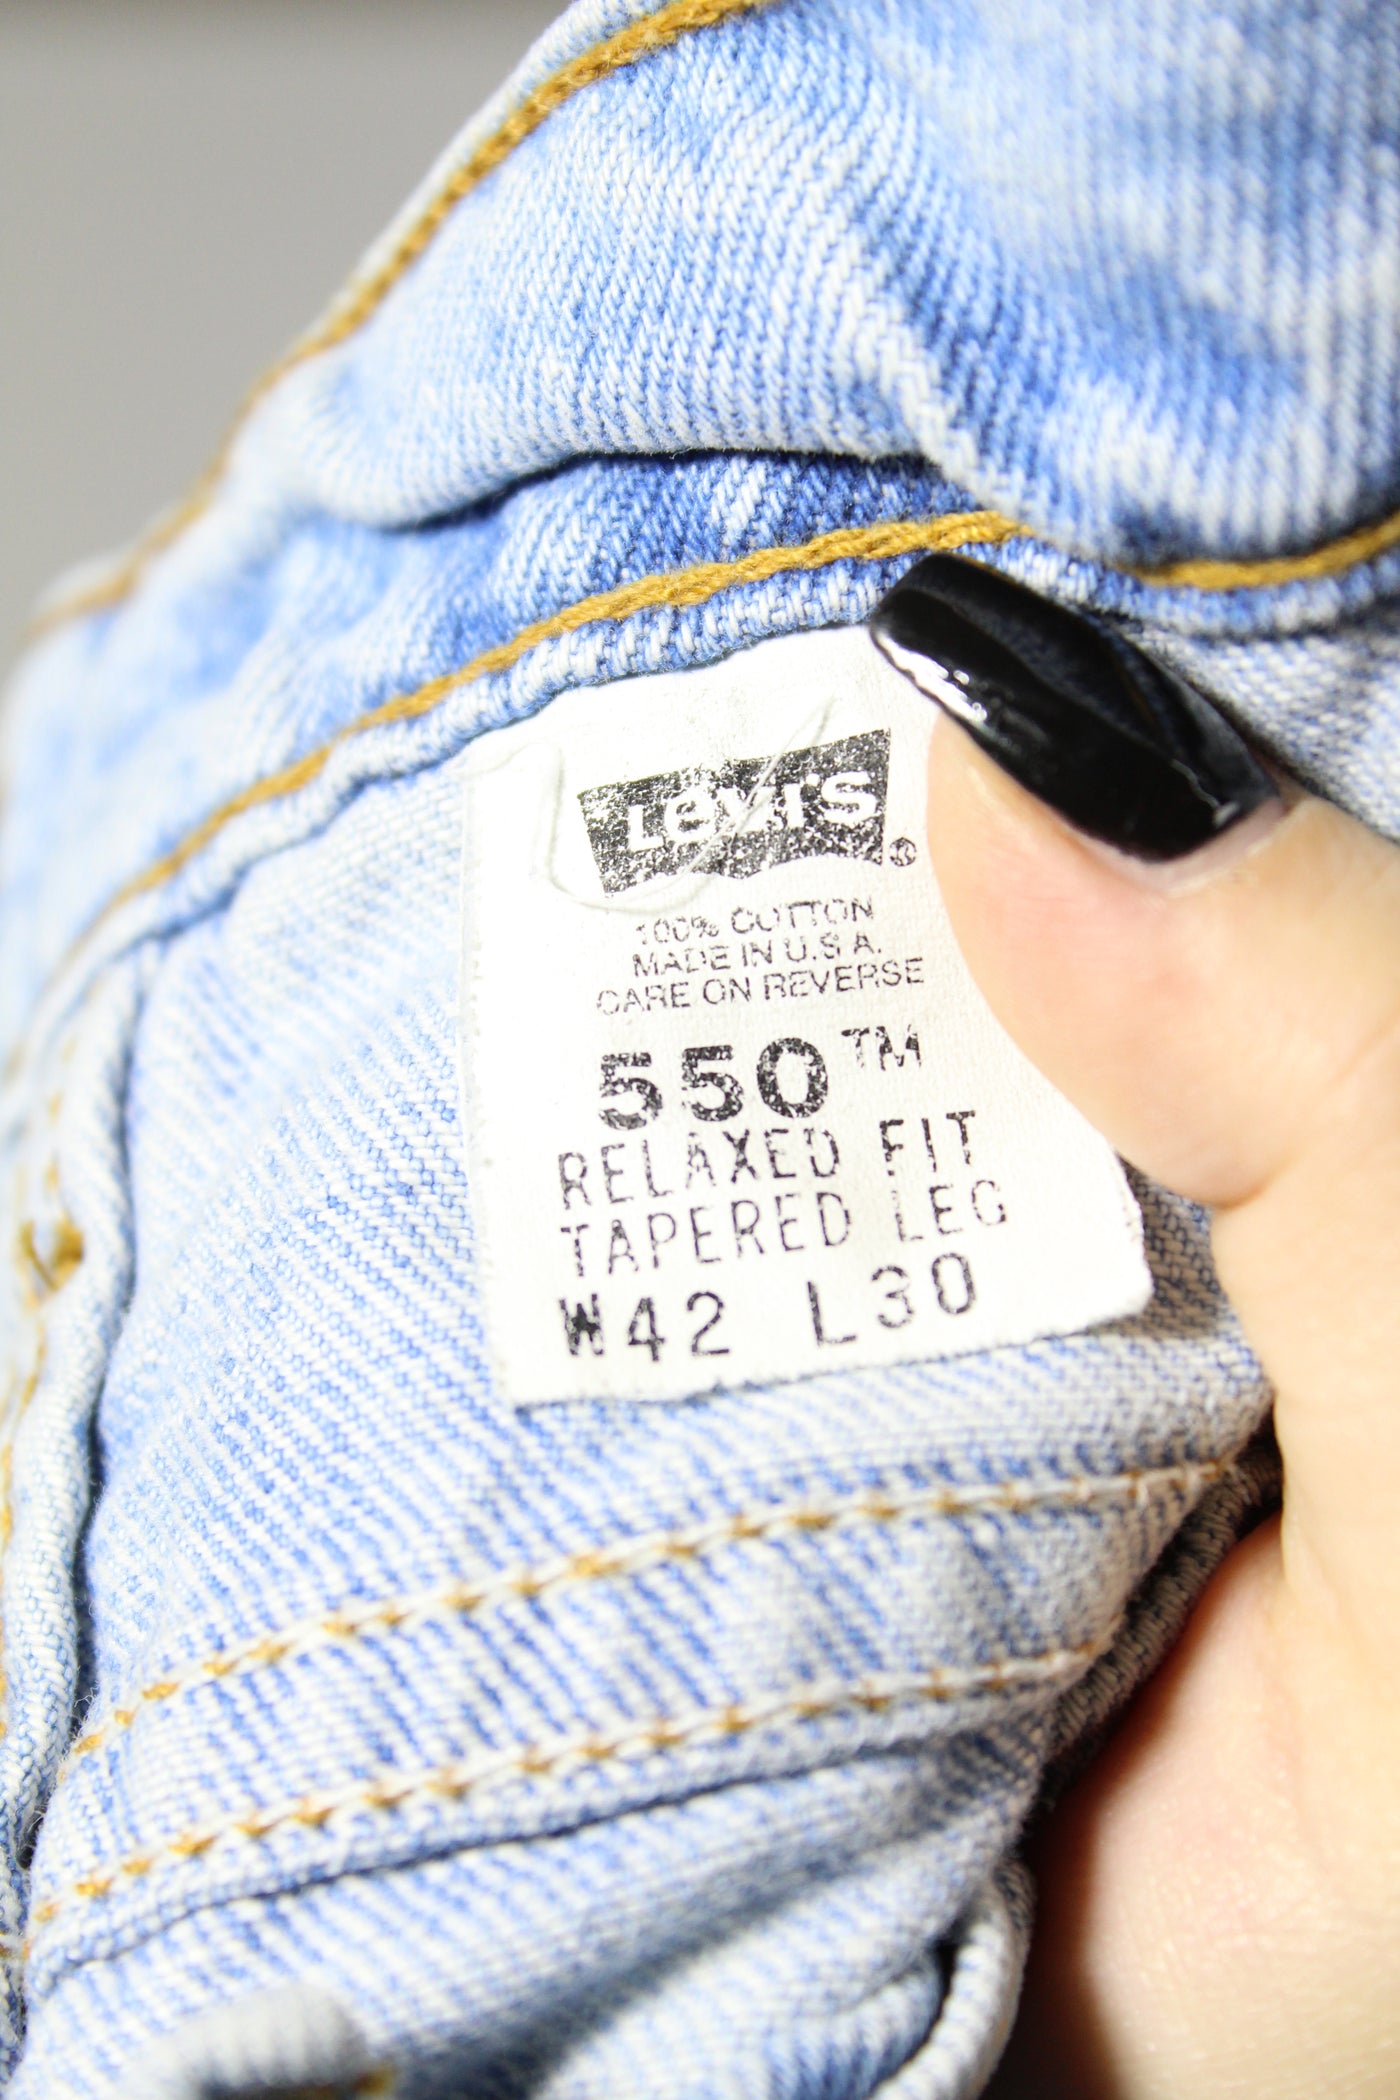 Levi's®
100% COTTON
MADE IN U.S.A.
CARE ON REVERSE
550™
RELAXED FIT
TAPERED LEG
W42 L30